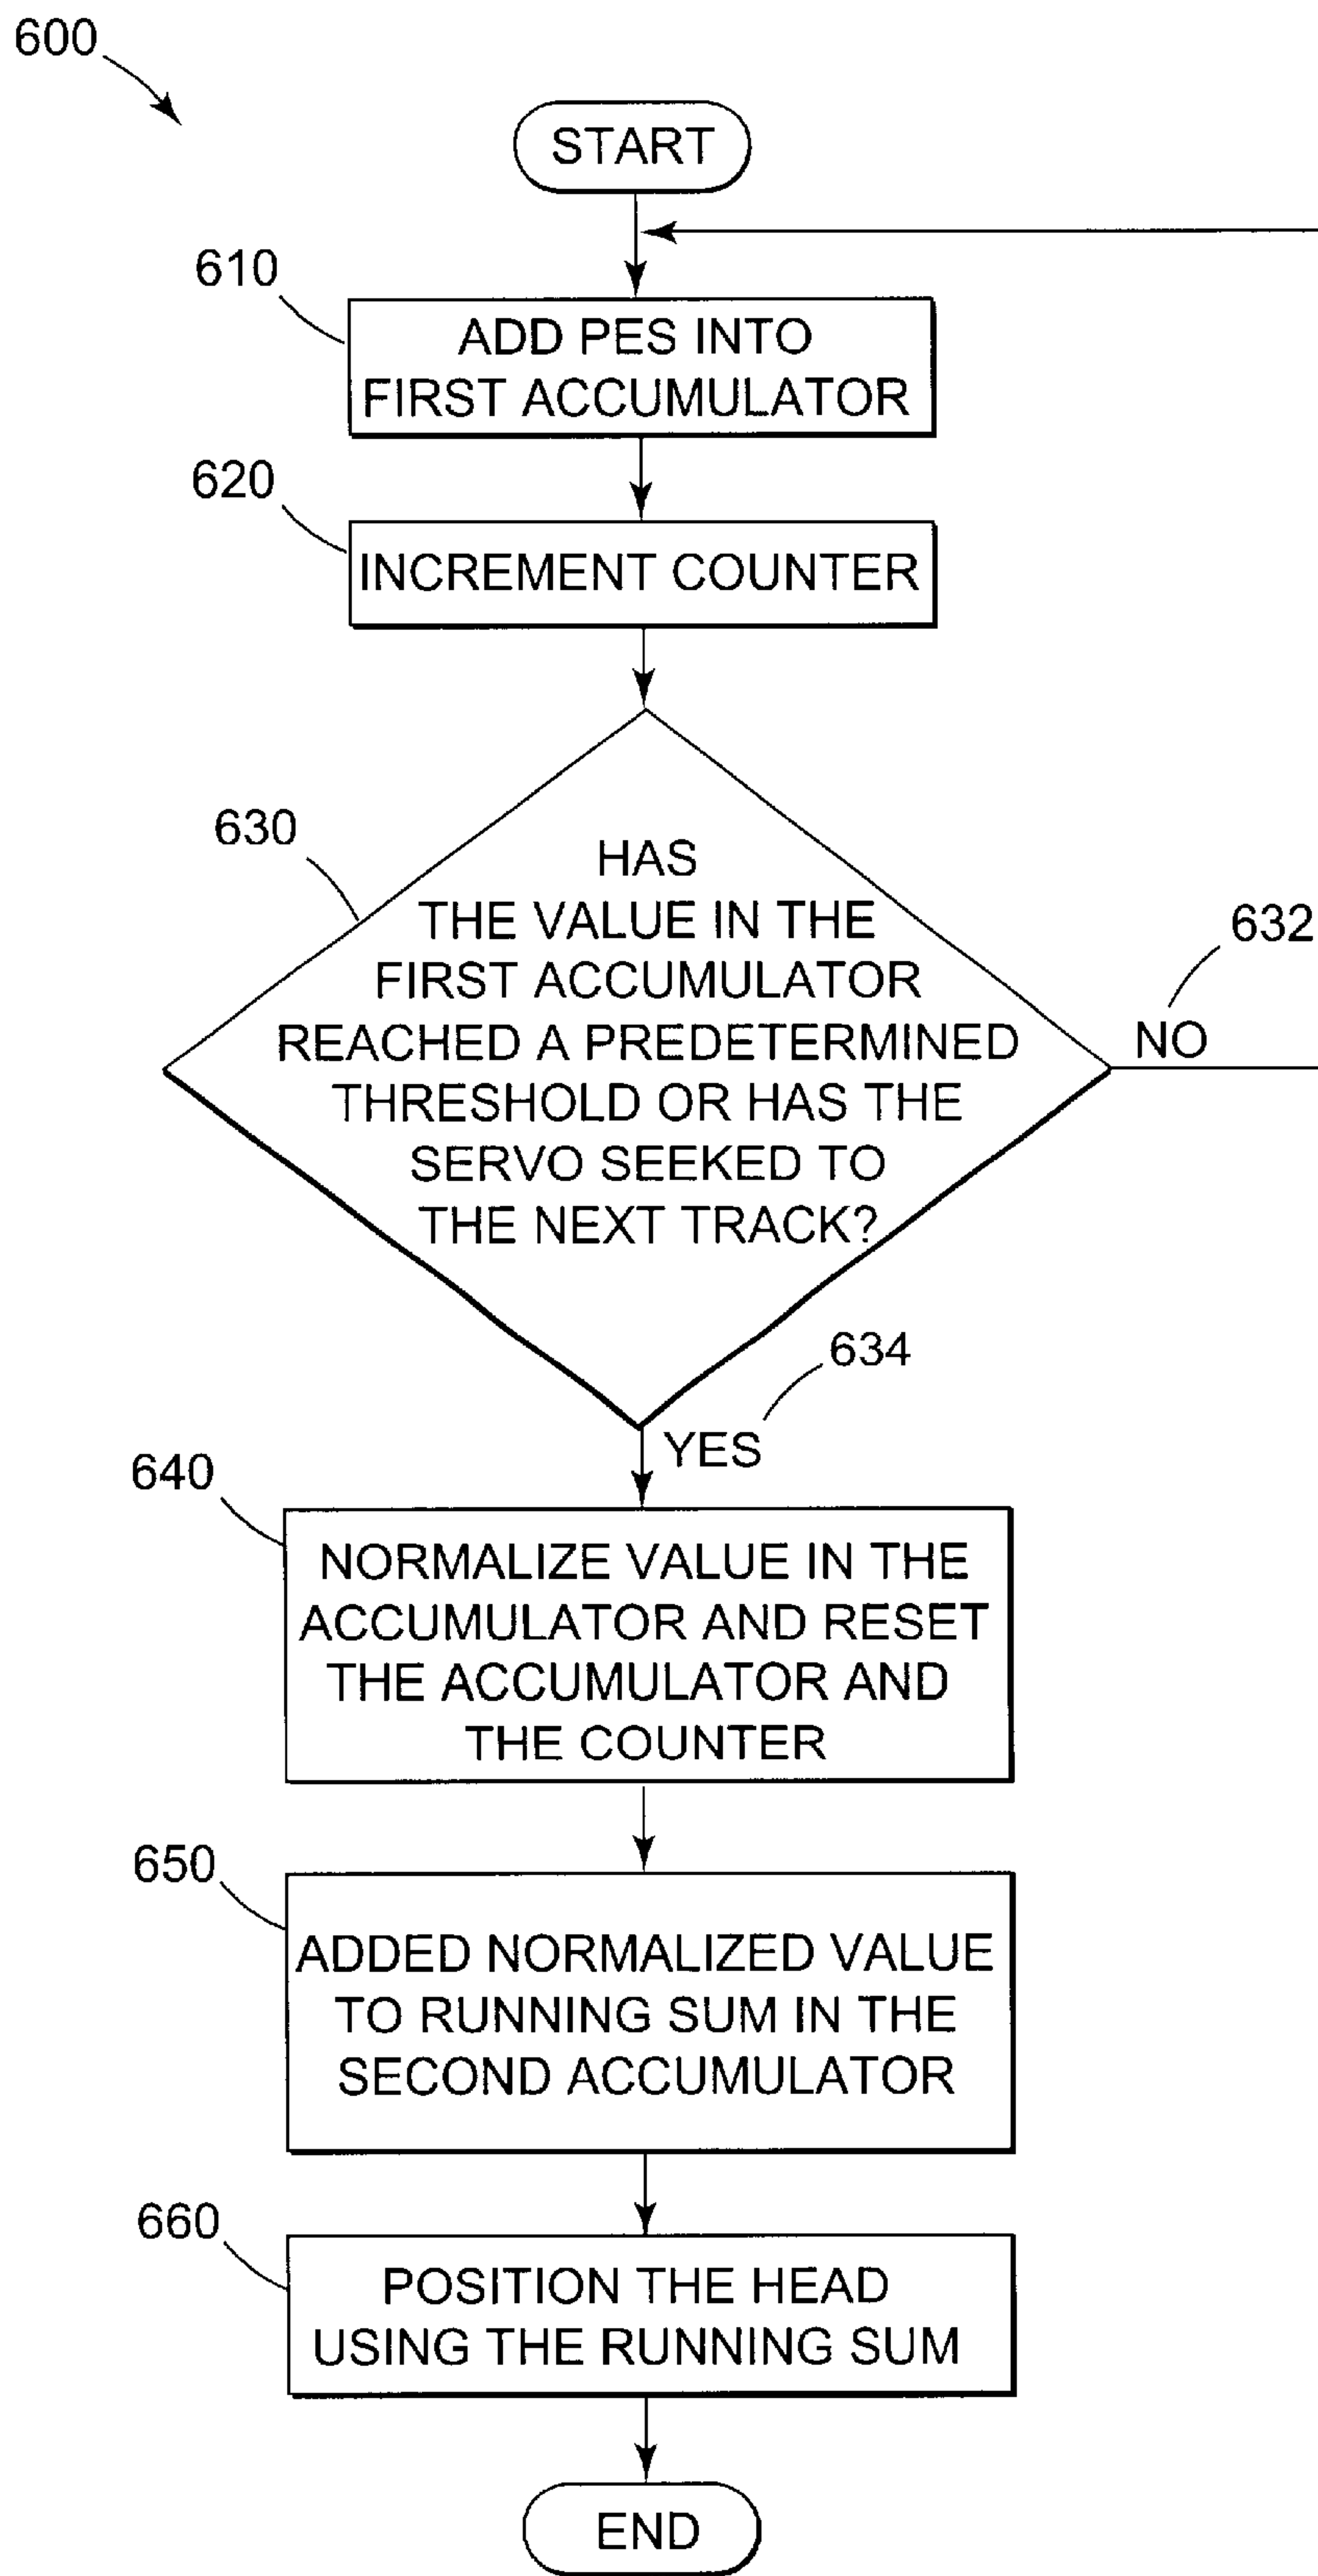 600
START
610
ADD PES INTO
FIRST ACCUMULATOR
620
INCREMENT COUNTER
630
HAS
THE VALUE IN THE
FIRST ACCUMULATOR
REACHED A PREDETERMINED
THRESHOLD OR HAS THE
SERVO SEEKED TO
THE NEXT TRACK?
632
NO
634
YES
640
NORMALIZE VALUE IN THE
ACCUMULATOR AND RESET
THE ACCUMULATOR AND
THE COUNTER
650
ADDED NORMALIZED VALUE
TO RUNNING SUM IN THE
SECOND ACCUMULATOR
660
POSITION THE HEAD
USING THE RUNNING SUM
END